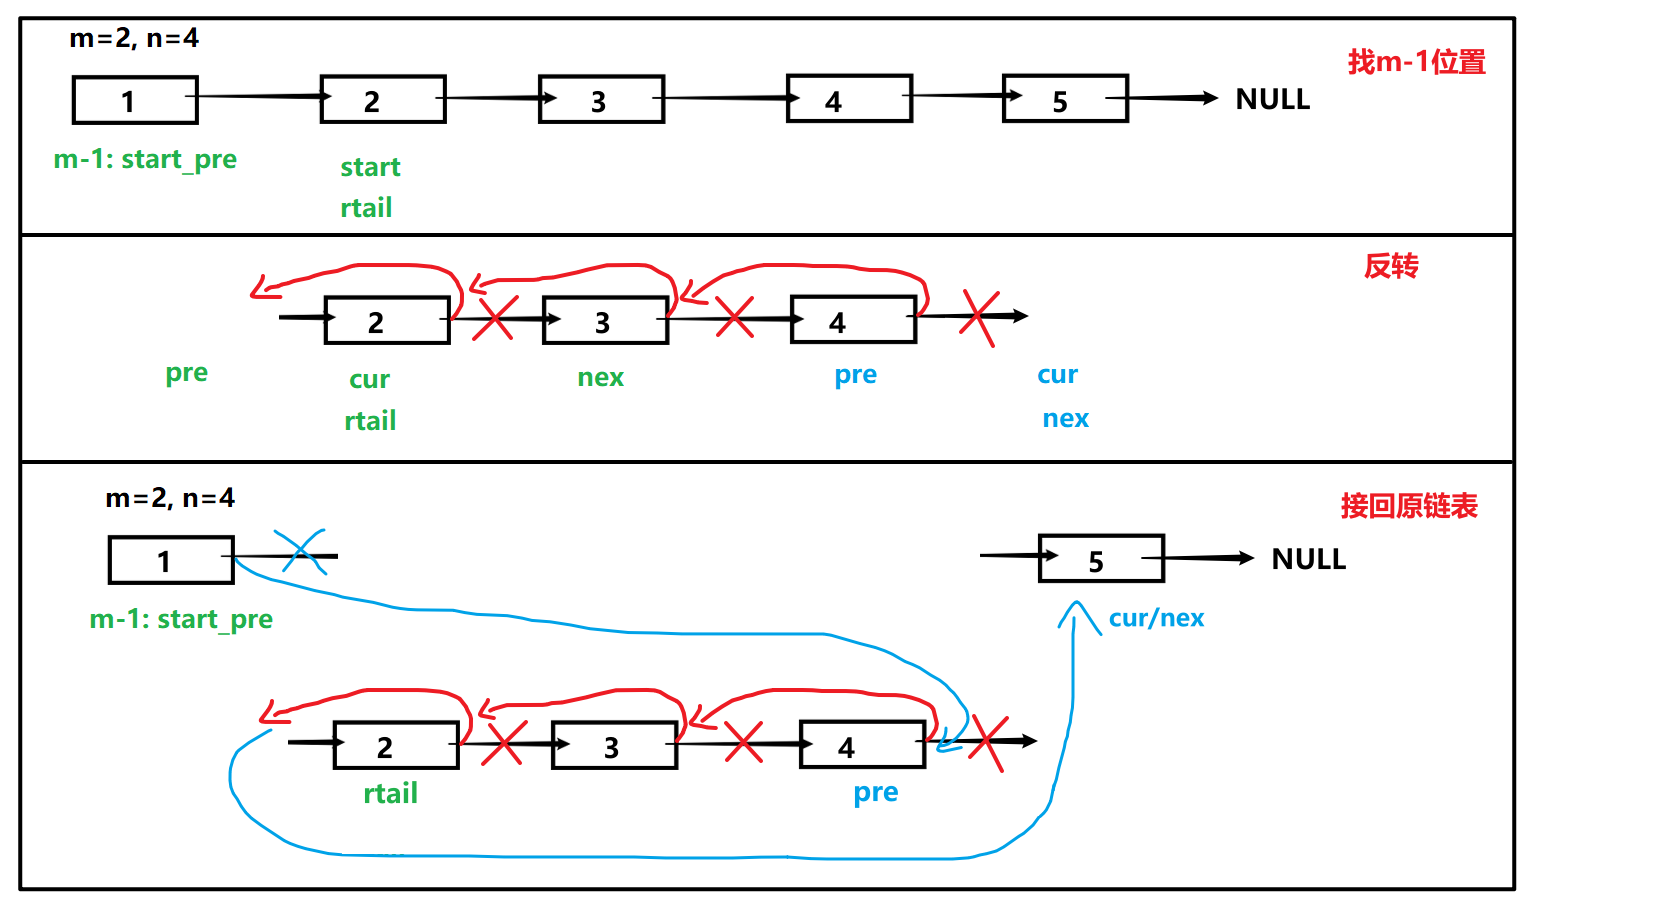 m=2, n=4
找m-1位置
1 2 3 4 5 NULL
m-1: start_pre
start
rtail
反转
2 3 4
pre cur nex pre cur
rtail nex
m=2, n=4
接回原链表
1 5 NULL
m-1: start_pre cur/nex
2 3 4
rtail pre